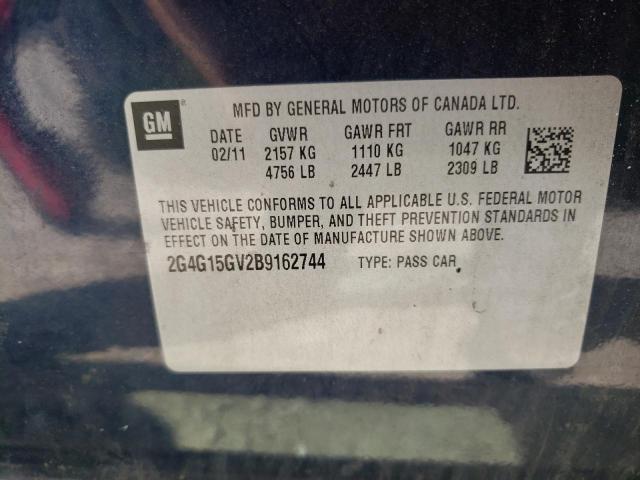 GM
®
MFD BY GENERAL MOTORS OF CANADA LTD.
DATE GVWR GAWR FRT GAWR RR
02/11 2157 KG 1110 KG 1047 KG
4756 LB 2447 LB 2309 LB
THIS VEHICLE CONFORMS TO ALL APPLICABLE U.S. FEDERAL MOTOR
VEHICLE SAFETY, BUMPER, AND THEFT PREVENTION STANDARDS IN
EFFECT ON THE DATE OF MANUFACTURE SHOWN ABOVE.
2G4G15GV2B9162744 TYPE: PASS CAR